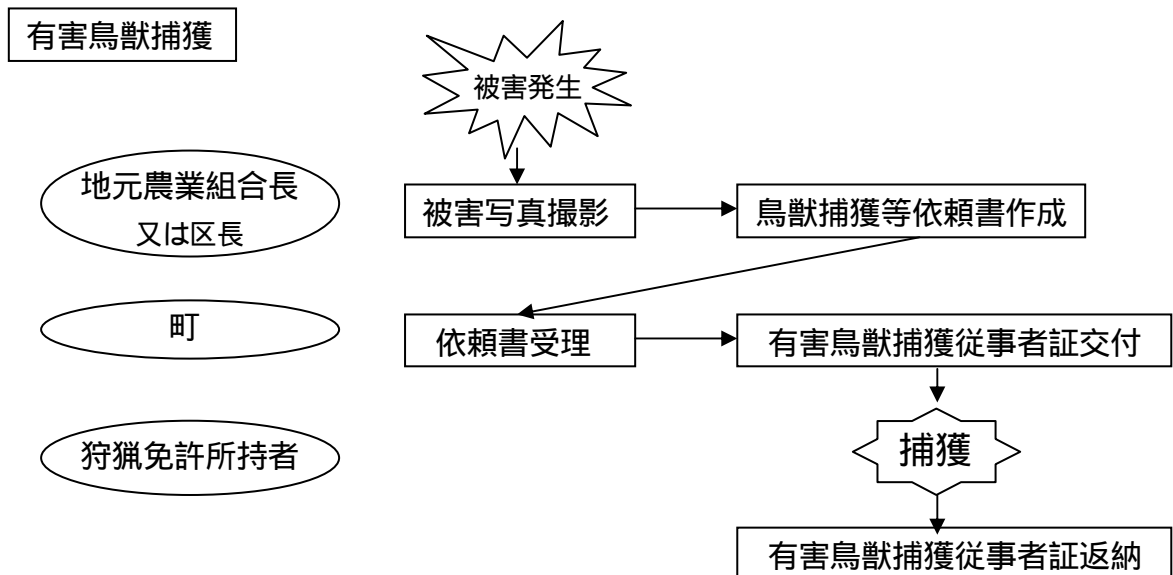 有害鳥獣捕獲
被害発生
地元農業組合長
又は区長
被害写真撮影
鳥獣捕獲等依頼書作成
町
依頼書受理
有害鳥獣捕獲従事者証交付
狩猟免許所持者
捕獲
有害鳥獣捕獲従事者証返納